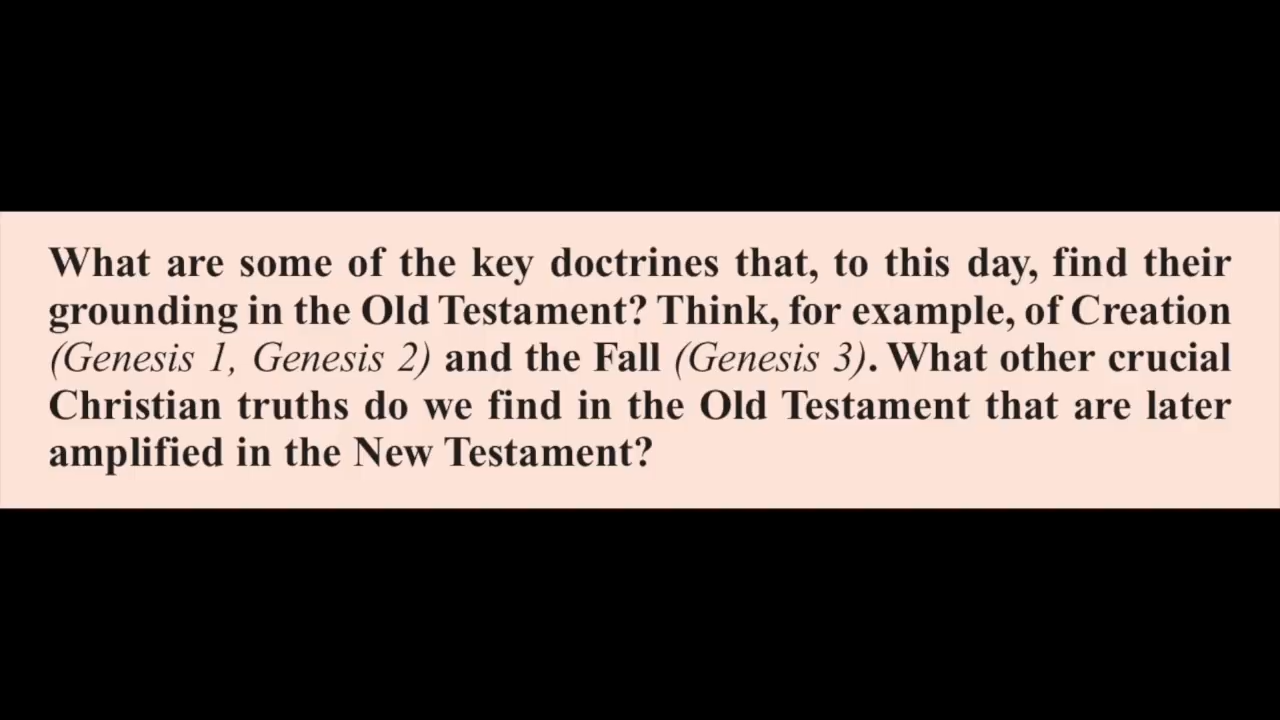 What are some of the key doctrines that, to this day, find their
grounding in the Old Testament? Think, for example, of Creation
(Genesis 1, Genesis 2) and the Fall (Genesis 3). What other crucial
Christian truths do we find in the Old Testament that are later
amplified in the New Testament?